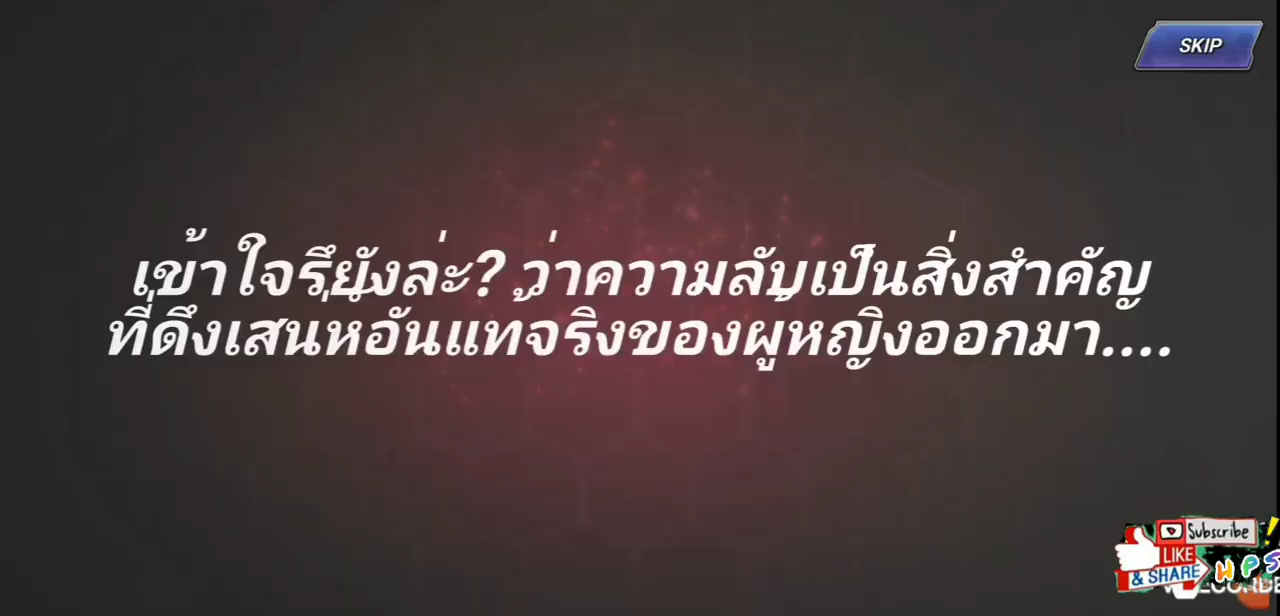 SKIP
เข้าใจรึยังล่ะ? ว่าความลับเป็นสิ่งสำคัญ
ที่ดึงเสน่ห์อันแท้จริงของผู้หญิงออกมา....
Subscribe
LIKE
& SHARE